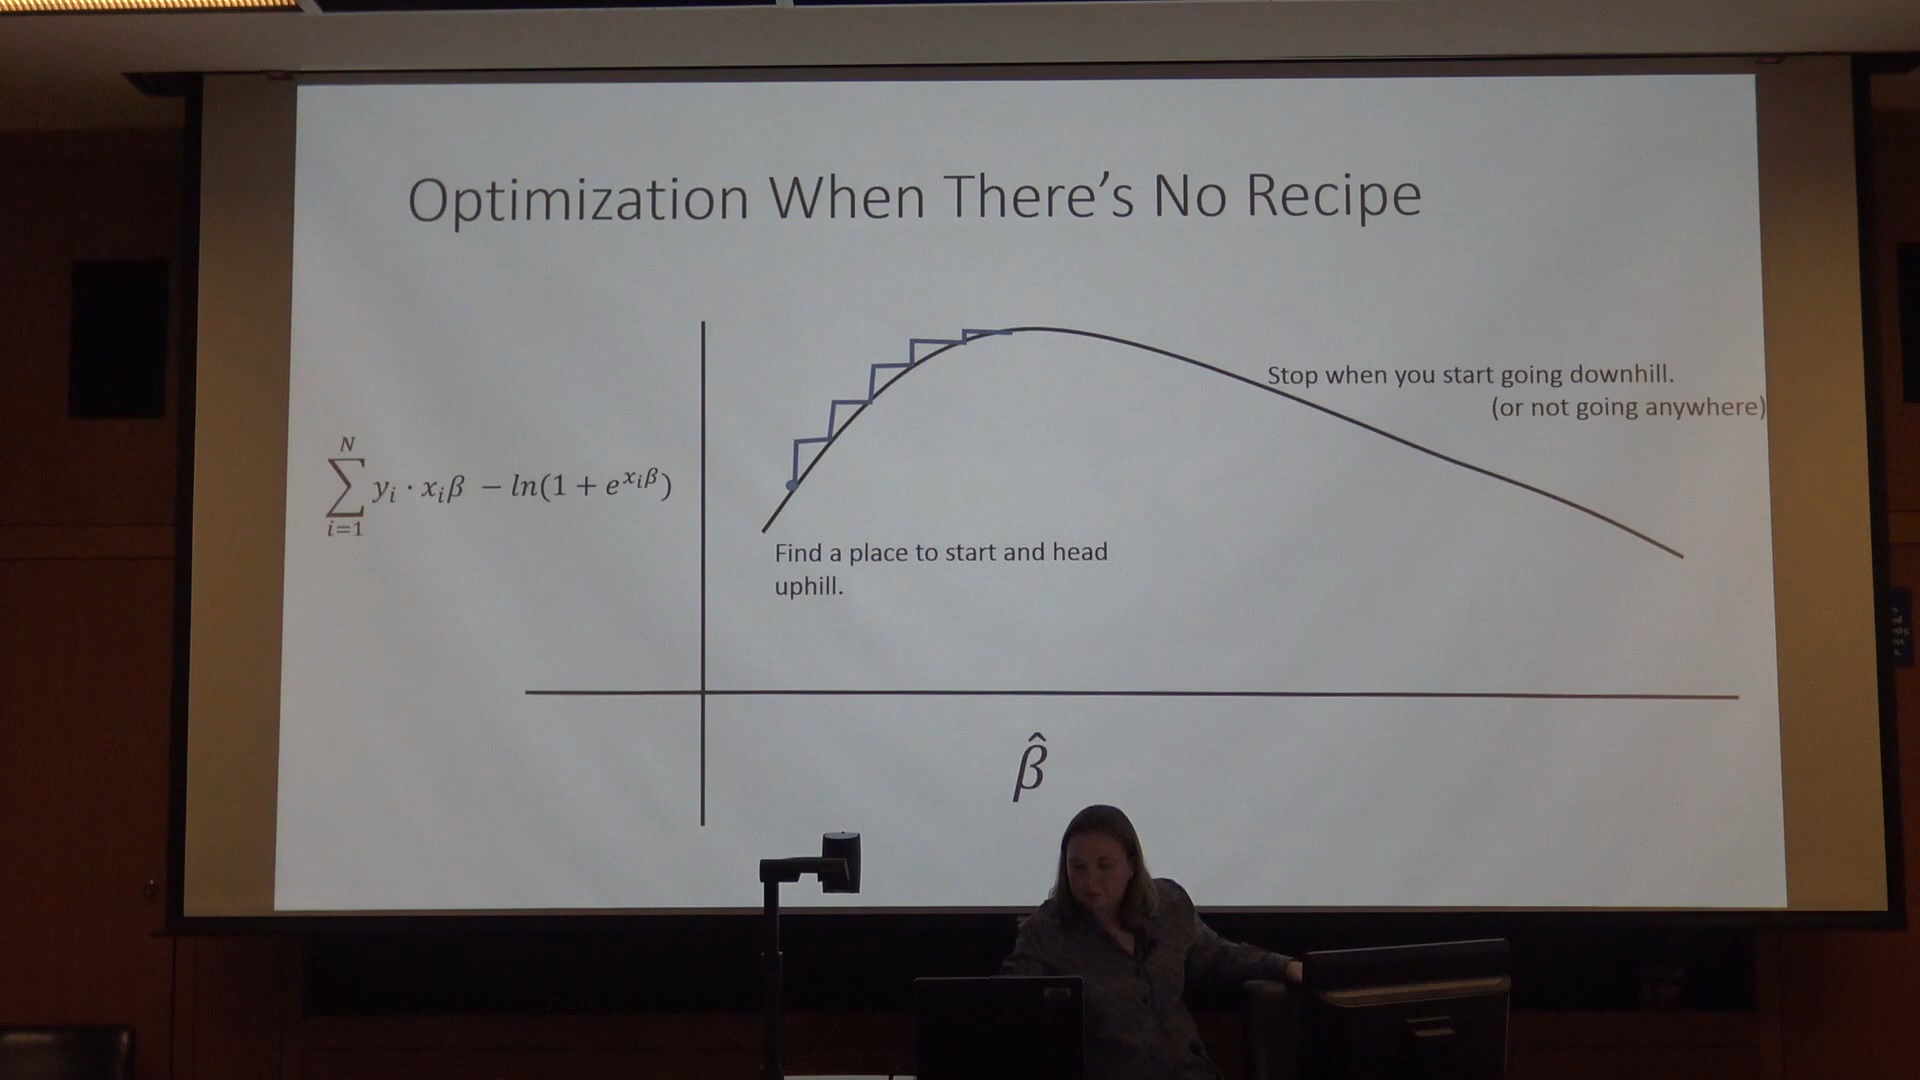 Optimization When There's No Recipe
Stop when you start going downhill.
(or not going anywhere)
$\sum_{i=1}^{N} y_i \cdot x_i\beta - ln(1 + e^{x_i\beta})$
Find a place to start and head
uphill.
$\hat{\beta}$